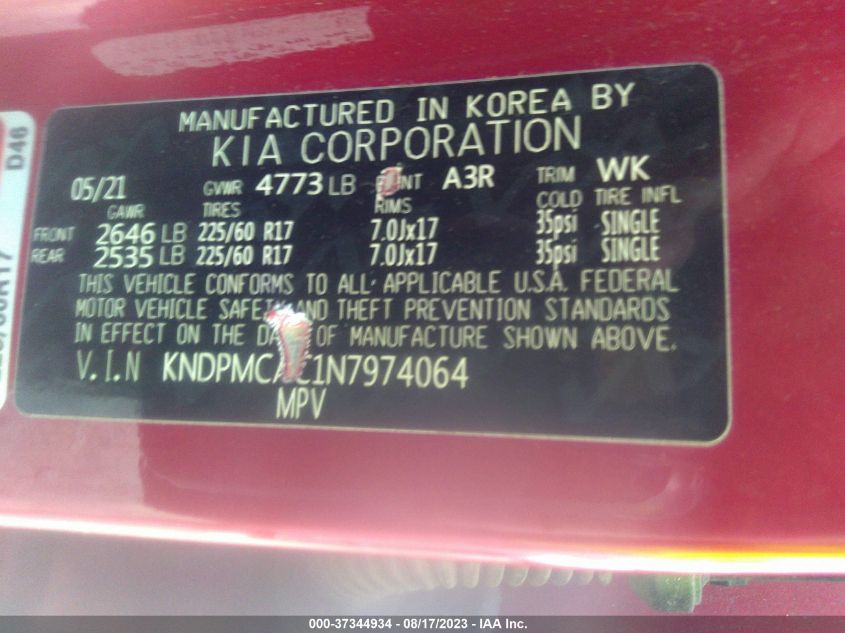 MANUFACTURED IN KOREA BY
KIA CORPORATION
05/21 GVWR 4773 LB A3R TRIM WK
GAWR TIRES RIMS COLD TIRE INFL
FRONT 2646 LB 225/60 R17 7.0Jx17 35psi SINGLE
REAR 2535 LB 225/60 R17 7.0Jx17 35psi SINGLE
THIS VEHICLE CONFORMS TO ALL APPLICABLE U.S.A. FEDERAL
MOTOR VEHICLE SAFETY AND THEFT PREVENTION STANDARDS
IN EFFECT ON THE DATE OF MANUFACTURE SHOWN ABOVE.
V.I.N
MPV
D46
000-37344934 - 08/17/2023 - IAA Inc.